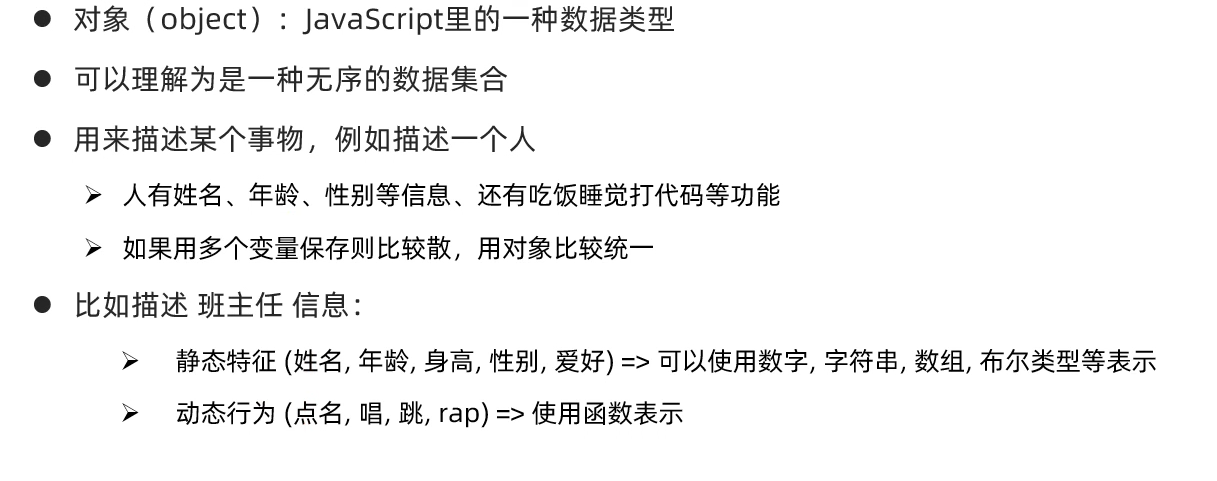 ● 对象（object）：JavaScript里的一种数据类型
● 可以理解为是一种无序的数据集合
● 用来描述某个事物，例如描述一个人
➢ 人有姓名、年龄、性别等信息、还有吃饭睡觉打代码等功能
➢ 如果用多个变量保存则比较散，用对象比较统一
● 比如描述 班主任 信息：
➢ 静态特征 (姓名, 年龄, 身高, 性别, 爱好) => 可以使用数字, 字符串, 数组, 布尔类型等表示
➢ 动态行为 (点名, 唱, 跳, rap) => 使用函数表示